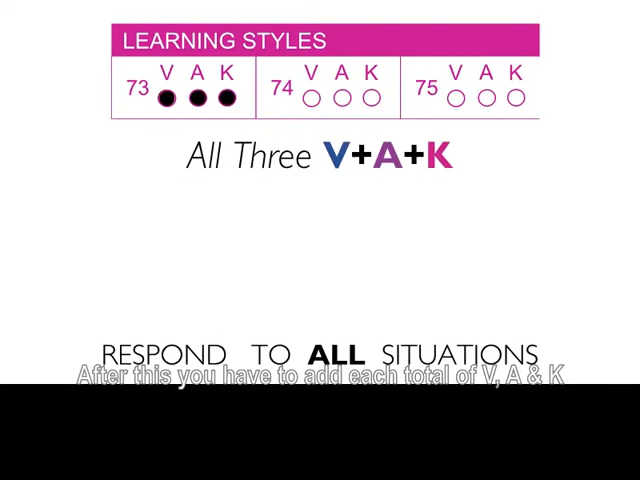 LEARNING STYLES
V A K V A K V A K
73 74 75
All Three V+A+K
RESPOND TO ALL SITUATIONS
After this you have to add each total of V, A & K